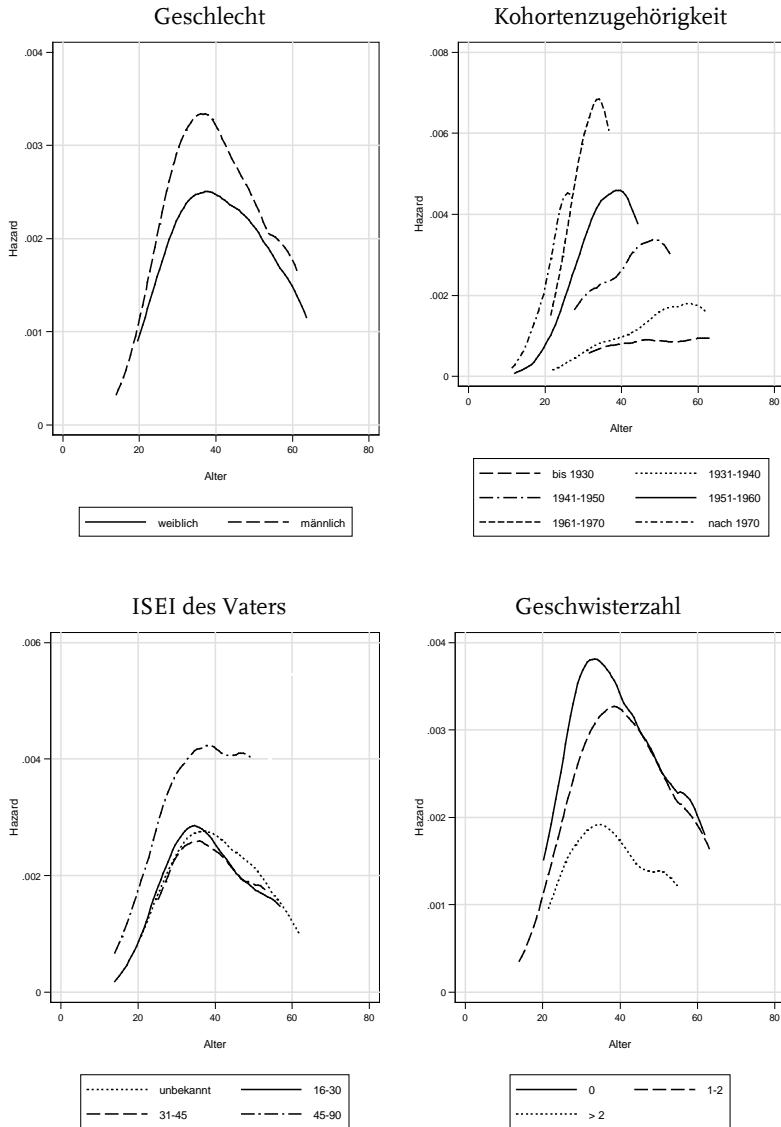 Geschlecht
Kohortenzugehörigkeit
.004
.003
.002
.001
0
Hazard
0 20 40 60 80
Alter
weiblich männlich
.008
.006
.004
.002
0
Hazard
0 20 40 60 80
Alter
bis 1930 1931-1940
1941-1950 1951-1960
1961-1970 nach 1970
ISEI des Vaters
Geschwisterzahl
.006
.004
.002
0
Hazard
0 20 40 60 80
Alter
unbekannt 16-30
31-45 45-90
.004
.003
.002
.001
0
Hazard
0 20 40 60 80
Alter
0 1-2
> 2